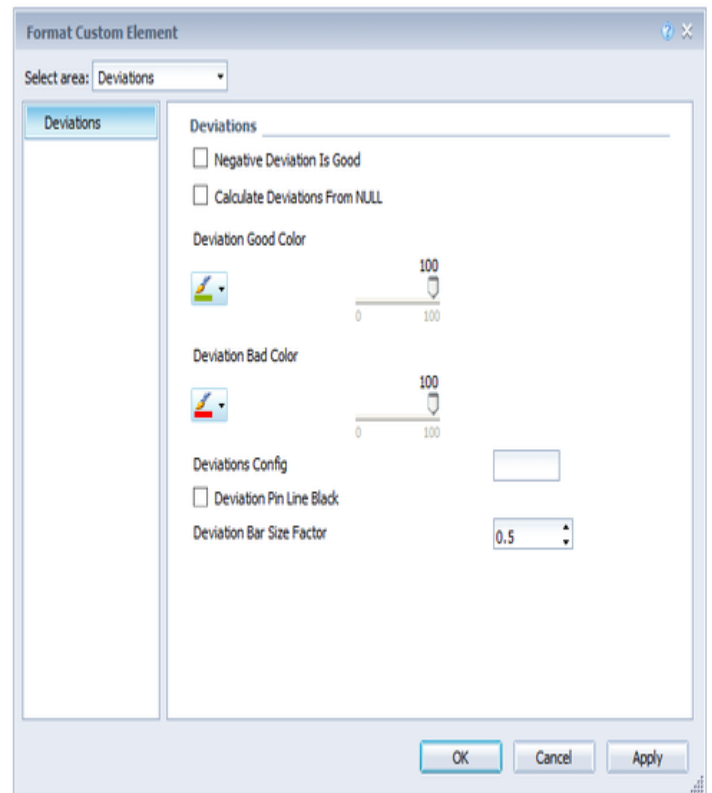 Format Custom Element
Select area: Deviations
Deviations
Deviations
Negative Deviation Is Good
Calculate Deviations From NULL
Deviation Good Color
100
0 100
Deviation Bad Color
100
0 100
Deviations Config
Deviation Pin Line Black
Deviation Bar Size Factor 0.5
OK Cancel Apply